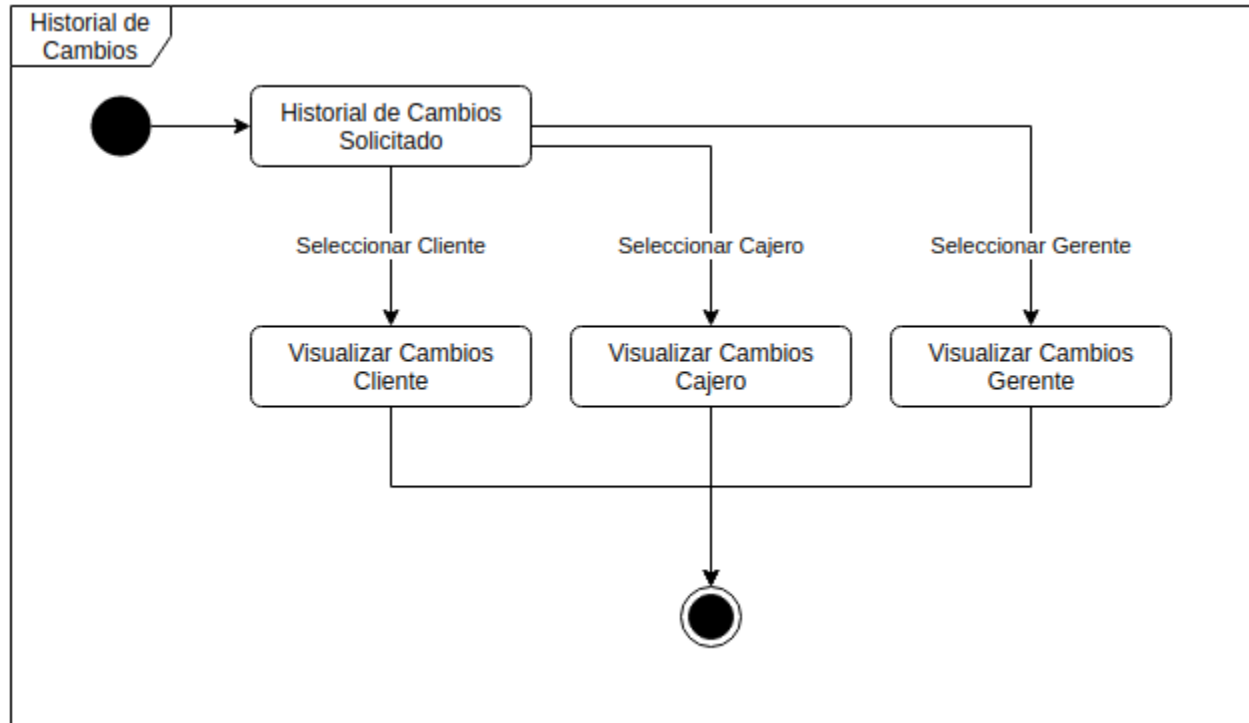 Historial de
Cambios
Historial de Cambios
Solicitado
Seleccionar Cliente
Seleccionar Cajero
Seleccionar Gerente
Visualizar Cambios
Cliente
Visualizar Cambios
Cajero
Visualizar Cambios
Gerente